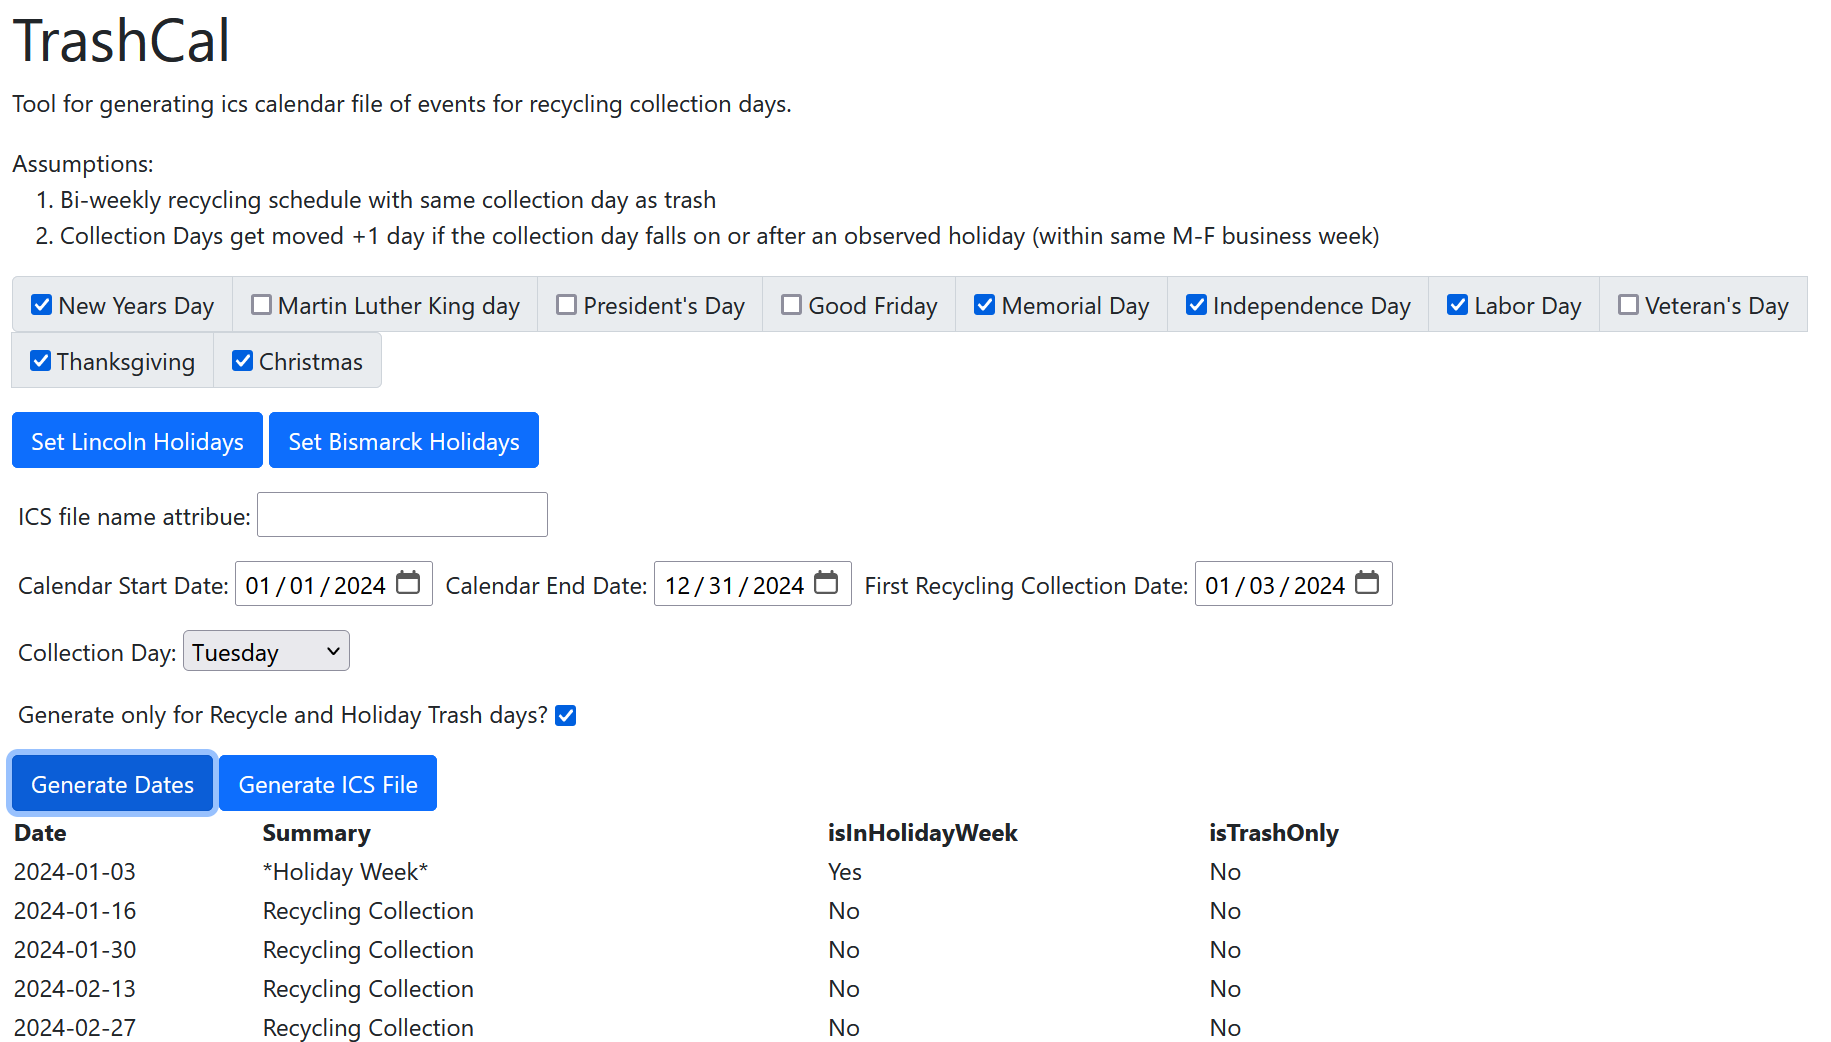 TrashCal
Tool for generating ics calendar file of events for recycling collection days.
Assumptions:
1. Bi-weekly recycling schedule with same collection day as trash
2. Collection Days get moved +1 day if the collection day falls on or after an observed holiday (within same M-F business week)
New Years Day Martin Luther King day President's Day Good Friday Memorial Day Independence Day Labor Day Veteran's Day
Thanksgiving Christmas
Set Lincoln Holidays Set Bismarck Holidays
ICS file name attribue:
Calendar Start Date: 01/01/2024 Calendar End Date: 12/31/2024 First Recycling Collection Date: 01/03/2024
Collection Day: Tuesday
Generate only for Recycle and Holiday Trash days?
Generate Dates Generate ICS File
Date Summary isInHolidayWeek isTrashOnly
2024-01-03 *Holiday Week* Yes No
2024-01-16 Recycling Collection No No
2024-01-30 Recycling Collection No No
2024-02-13 Recycling Collection No No
2024-02-27 Recycling Collection No No